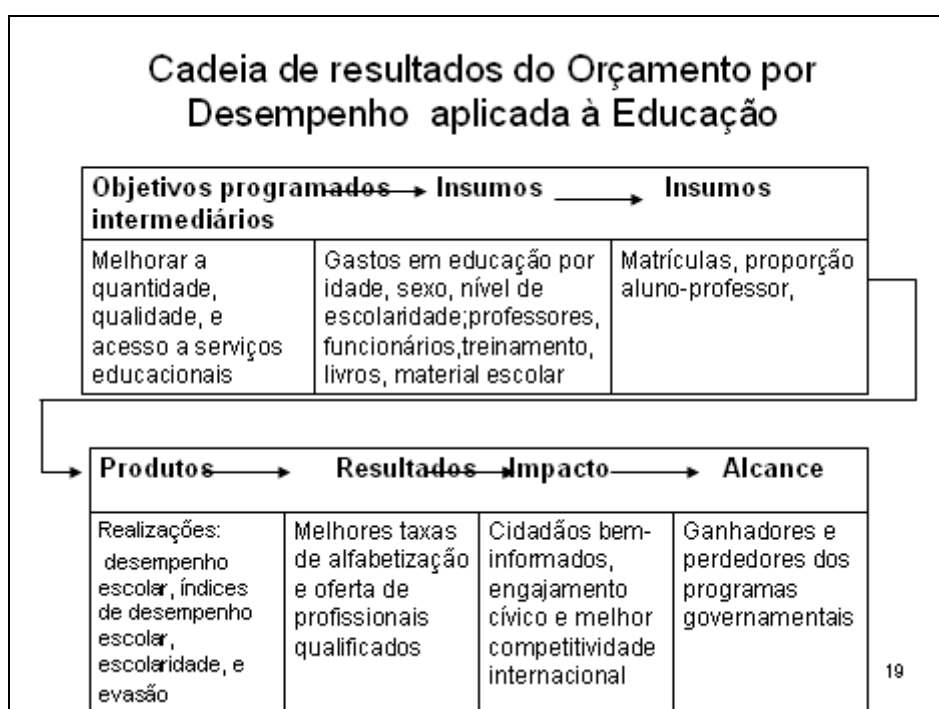 Cadeia de resultados do Orçamento por
Desempenho aplicada à Educação
Objetivos programados Insumos Insumos
intermediários
Melhorar a
quantidade,
qualidade, e
acesso a serviços
educacionais
Gastos em educação por
idade, sexo, nível de
escolaridade;professores,
funcionários,treinamento,
livros, material escolar
Matrículas, proporção
aluno-professor,
Produtos Resultados Impacto Alcance
Realizações:
desempenho
escolar, índices
de desempenho
escolar,
escolaridade, e
evasão
Melhores taxas
de alfabetização
e oferta de
profissionais
qualificados
Cidadãos bem-
informados,
engajamento
cívico e melhor
competitividade
internacional
Ganhadores e
perdedores dos
programas
governamentais
19